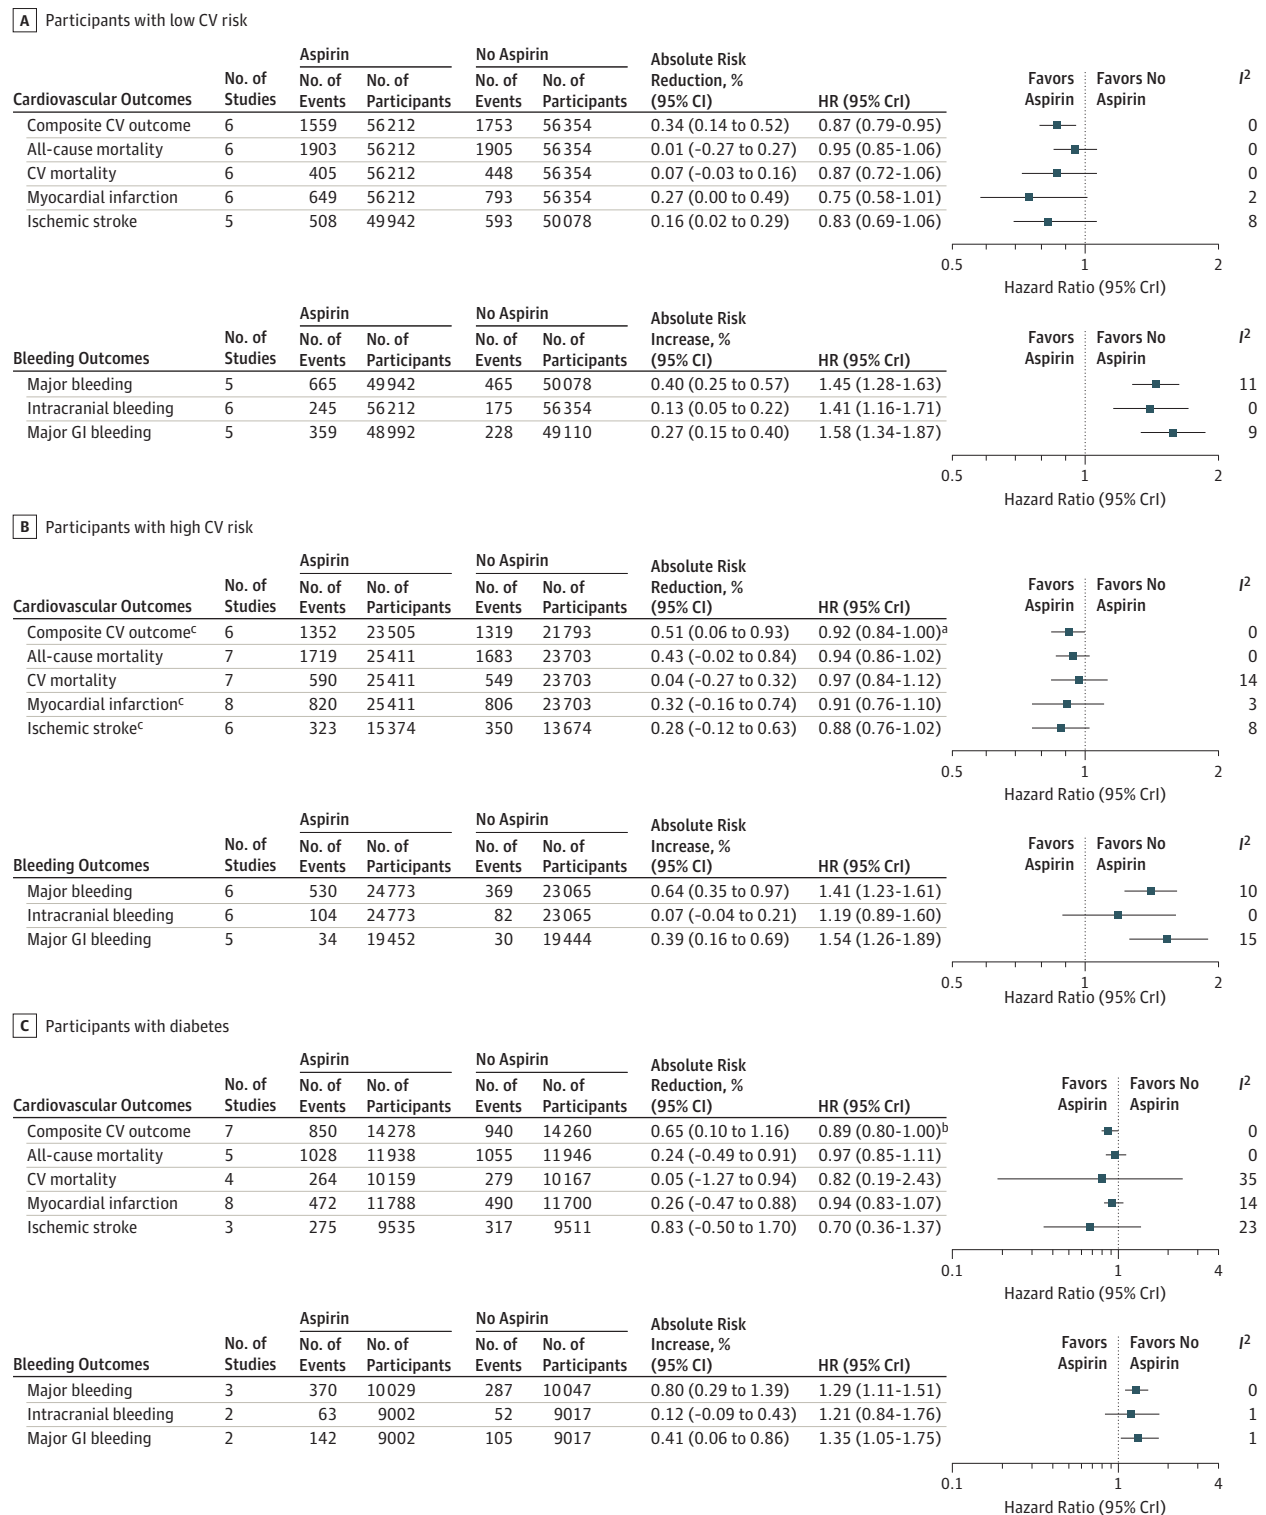 A Participants with low CV risk
Cardiovascular Outcomes No. of Studies Aspirin No. of Events No. of Participants No Aspirin No. of Events No. of Participants Absolute Risk Reduction, % (95% CI) HR (95% CrI) Favors Aspirin Favors No Aspirin I2
Composite CV outcome 6 1559 56212 1753 56354 0.34 (0.14 to 0.52) 0.87 (0.79-0.95) 0
All-cause mortality 6 1903 56212 1905 56354 0.01 (-0.27 to 0.27) 0.95 (0.85-1.06) 0
CV mortality 6 405 56212 448 56354 0.07 (-0.03 to 0.16) 0.87 (0.72-1.06) 0
Myocardial infarction 6 649 56212 793 56354 0.27 (0.00 to 0.49) 0.75 (0.58-1.01) 2
Ischemic stroke 5 508 49942 593 50078 0.16 (0.02 to 0.29) 0.83 (0.69-1.06) 8
0.5 1 2
Hazard Ratio (95% CrI)
Bleeding Outcomes No. of Studies Aspirin No. of Events No. of Participants No Aspirin No. of Events No. of Participants Absolute Risk Increase, % (95% CI) HR (95% CrI) Favors Aspirin Favors No Aspirin I2
Major bleeding 5 665 49942 465 50078 0.40 (0.25 to 0.57) 1.45 (1.28-1.63) 11
Intracranial bleeding 6 245 56212 175 56354 0.13 (0.05 to 0.22) 1.41 (1.16-1.71) 0
Major GI bleeding 5 359 48992 228 49110 0.27 (0.15 to 0.40) 1.58 (1.34-1.87) 9
0.5 1 2
Hazard Ratio (95% CrI)
B Participants with high CV risk
Cardiovascular Outcomes No. of Studies Aspirin No. of Events No. of Participants No Aspirin No. of Events No. of Participants Absolute Risk Reduction, % (95% CI) HR (95% CrI) Favors Aspirin Favors No Aspirin I2
Composite CV outcomec 6 1352 23505 1319 21793 0.51 (0.06 to 0.93) 0.92 (0.84-1.00)a 0
All-cause mortality 7 1719 25411 1683 23703 0.43 (-0.02 to 0.84) 0.94 (0.86-1.02) 0
CV mortality 7 590 25411 549 23703 0.04 (-0.27 to 0.32) 0.97 (0.84-1.12) 14
Myocardial infarctionc 8 820 25411 806 23703 0.32 (-0.16 to 0.74) 0.91 (0.76-1.10) 3
Ischemic strokec 6 323 15374 350 13674 0.28 (-0.12 to 0.63) 0.88 (0.76-1.02) 8
0.5 1 2
Hazard Ratio (95% CrI)
Bleeding Outcomes No. of Studies Aspirin No. of Events No. of Participants No Aspirin No. of Events No. of Participants Absolute Risk Increase, % (95% CI) HR (95% CrI) Favors Aspirin Favors No Aspirin I2
Major bleeding 6 530 24773 369 23065 0.64 (0.35 to 0.97) 1.41 (1.23-1.61) 10
Intracranial bleeding 6 104 24773 82 23065 0.07 (-0.04 to 0.21) 1.19 (0.89-1.60) 0
Major GI bleeding 5 34 19452 30 19444 0.39 (0.16 to 0.69) 1.54 (1.26-1.89) 15
0.5 1 2
Hazard Ratio (95% CrI)
C Participants with diabetes
Cardiovascular Outcomes No. of Studies Aspirin No. of Events No. of Participants No Aspirin No. of Events No. of Participants Absolute Risk Reduction, % (95% CI) HR (95% CrI) Favors Aspirin Favors No Aspirin I2
Composite CV outcome 7 850 14278 940 14260 0.65 (0.10 to 1.16) 0.89 (0.80-1.00)b 0
All-cause mortality 5 1028 11938 1055 11946 0.24 (-0.49 to 0.91) 0.97 (0.85-1.11) 0
CV mortality 4 264 10159 279 10167 0.05 (-1.27 to 0.94) 0.82 (0.19-2.43) 35
Myocardial infarction 8 472 11788 490 11700 0.26 (-0.47 to 0.88) 0.94 (0.83-1.07) 14
Ischemic stroke 3 275 9535 317 9511 0.83 (-0.50 to 1.70) 0.70 (0.36-1.37) 23
0.1 1 4
Hazard Ratio (95% CrI)
Bleeding Outcomes No. of Studies Aspirin No. of Events No. of Participants No Aspirin No. of Events No. of Participants Absolute Risk Increase, % (95% CI) HR (95% CrI) Favors Aspirin Favors No Aspirin I2
Major bleeding 3 370 10029 287 10047 0.80 (0.29 to 1.39) 1.29 (1.11-1.51) 0
Intracranial bleeding 2 63 9002 52 9017 0.12 (-0.09 to 0.43) 1.21 (0.84-1.76) 1
Major GI bleeding 2 142 9002 105 9017 0.41 (0.06 to 0.86) 1.35 (1.05-1.75) 1
0.1 1 4
Hazard Ratio (95% CrI)